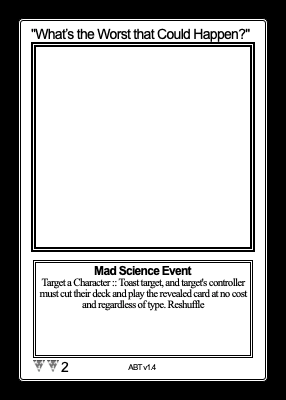 "What's the Worst that Could Happen?"
Mad Science Event
Target a Character :: Toast target, and target's controller
must cut their deck and play the revealed card at no cost
and regardless of type. Reshuffle
2
ABT v1.4